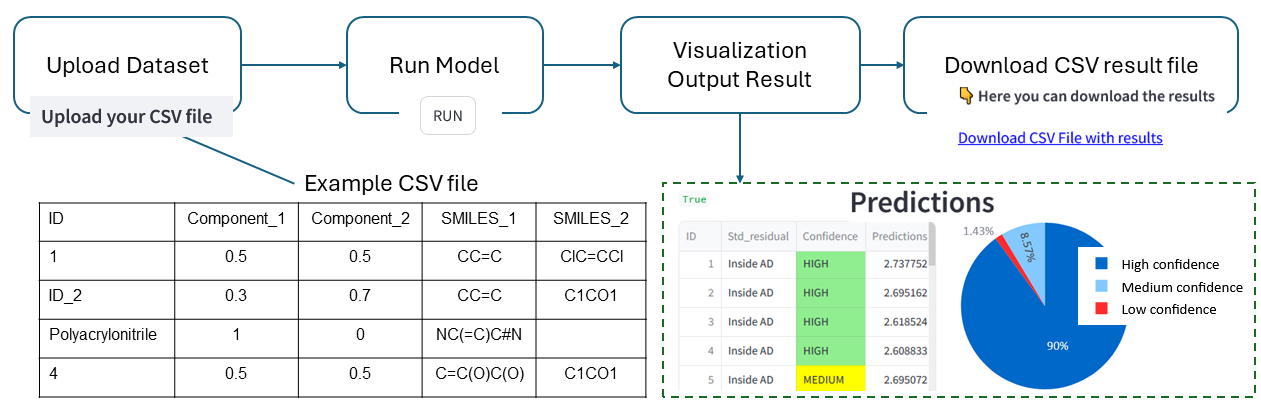 Upload Dataset
Upload your CSV file
Run Model
RUN
Visualization
Output Result
Download CSV result file
👇 Here you can download the results
Download CSV File with results
Example CSV file
ID Component_1 Component_2 SMILES_1 SMILES_2
1 0.5 0.5 CC=C ClC=CCl
ID_2 0.3 0.7 CC=C C1CO1
Polyacrylonitrile 1 0 NC(=C)C#N
4 0.5 0.5 C=C(O)C(O) C1CO1
True
Predictions
ID Std_residual Confidence Predictions
1 Inside AD HIGH 2.737752
2 Inside AD HIGH 2.695162
3 Inside AD HIGH 2.618524
4 Inside AD HIGH 2.608833
5 Inside AD MEDIUM 2.695072
1.43%
8.57%
90%
High confidence
Medium confidence
Low confidence